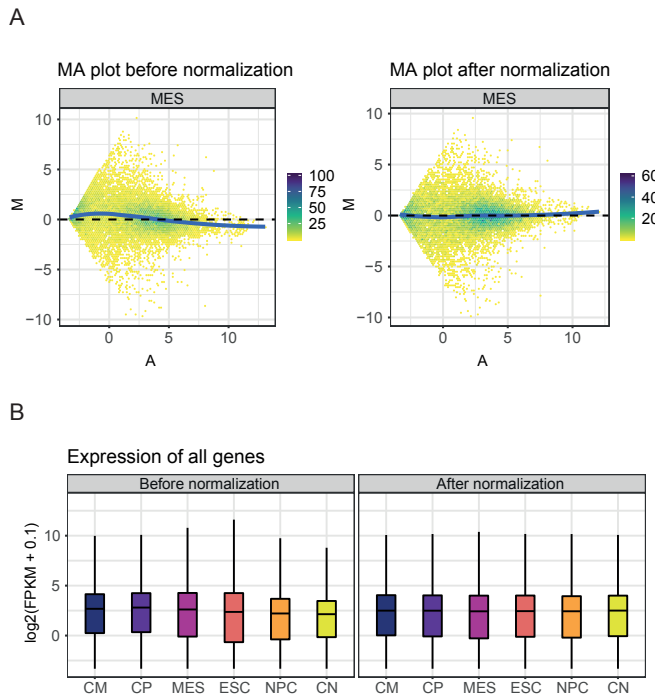 A
MA plot before normalization
MES
10
5
0
−5
−10
M
0
5
10
A
100
75
50
25
MA plot after normalization
MES
10
5
0
−5
−10
M
0
5
10
A
60
40
20
B
Expression of all genes
Before normalization
After normalization
log2(FPKM + 0.1)
10
5
0
CM CP MES ESC NPC CN
CM CP MES ESC NPC CN